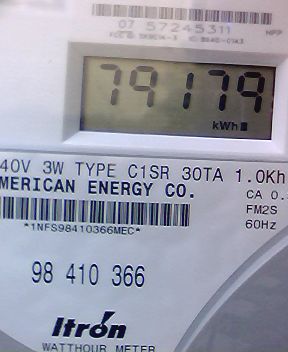 07 57245311
79179
kWh
40V 3W TYPE C1SR 30TA 1.0Kh
MERICAN ENERGY CO.
CA 0.
FM2S
*1NFS98410366MEC*
60Hz
98 410 366
Itrón
WATTHOUR METER